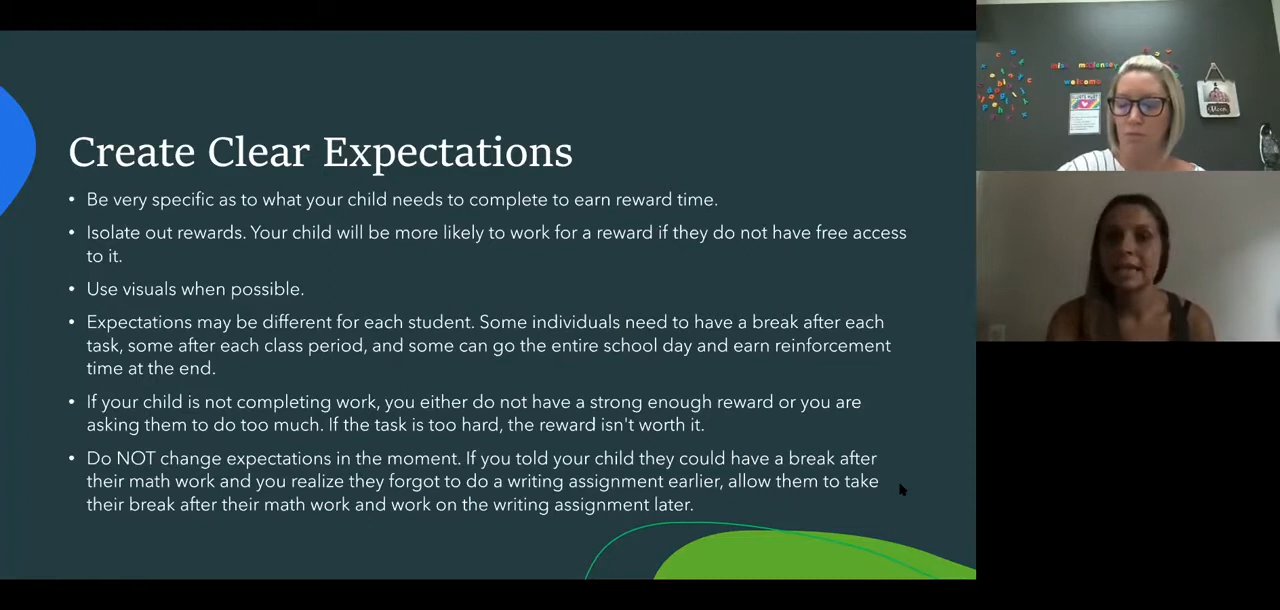 Create Clear Expectations
• Be very specific as to what your child needs to complete to earn reward time.
• Isolate out rewards. Your child will be more likely to work for a reward if they do not have free access
to it.
• Use visuals when possible.
• Expectations may be different for each student. Some individuals need to have a break after each
task, some after each class period, and some can go the entire school day and earn reinforcement
time at the end.
• If your child is not completing work, you either do not have a strong enough reward or you are
asking them to do too much. If the task is too hard, the reward isn't worth it.
• Do NOT change expectations in the moment. If you told your child they could have a break after
their math work and you realize they forgot to do a writing assignment earlier, allow them to take
their break after their math work and work on the writing assignment later.
miss
welcome